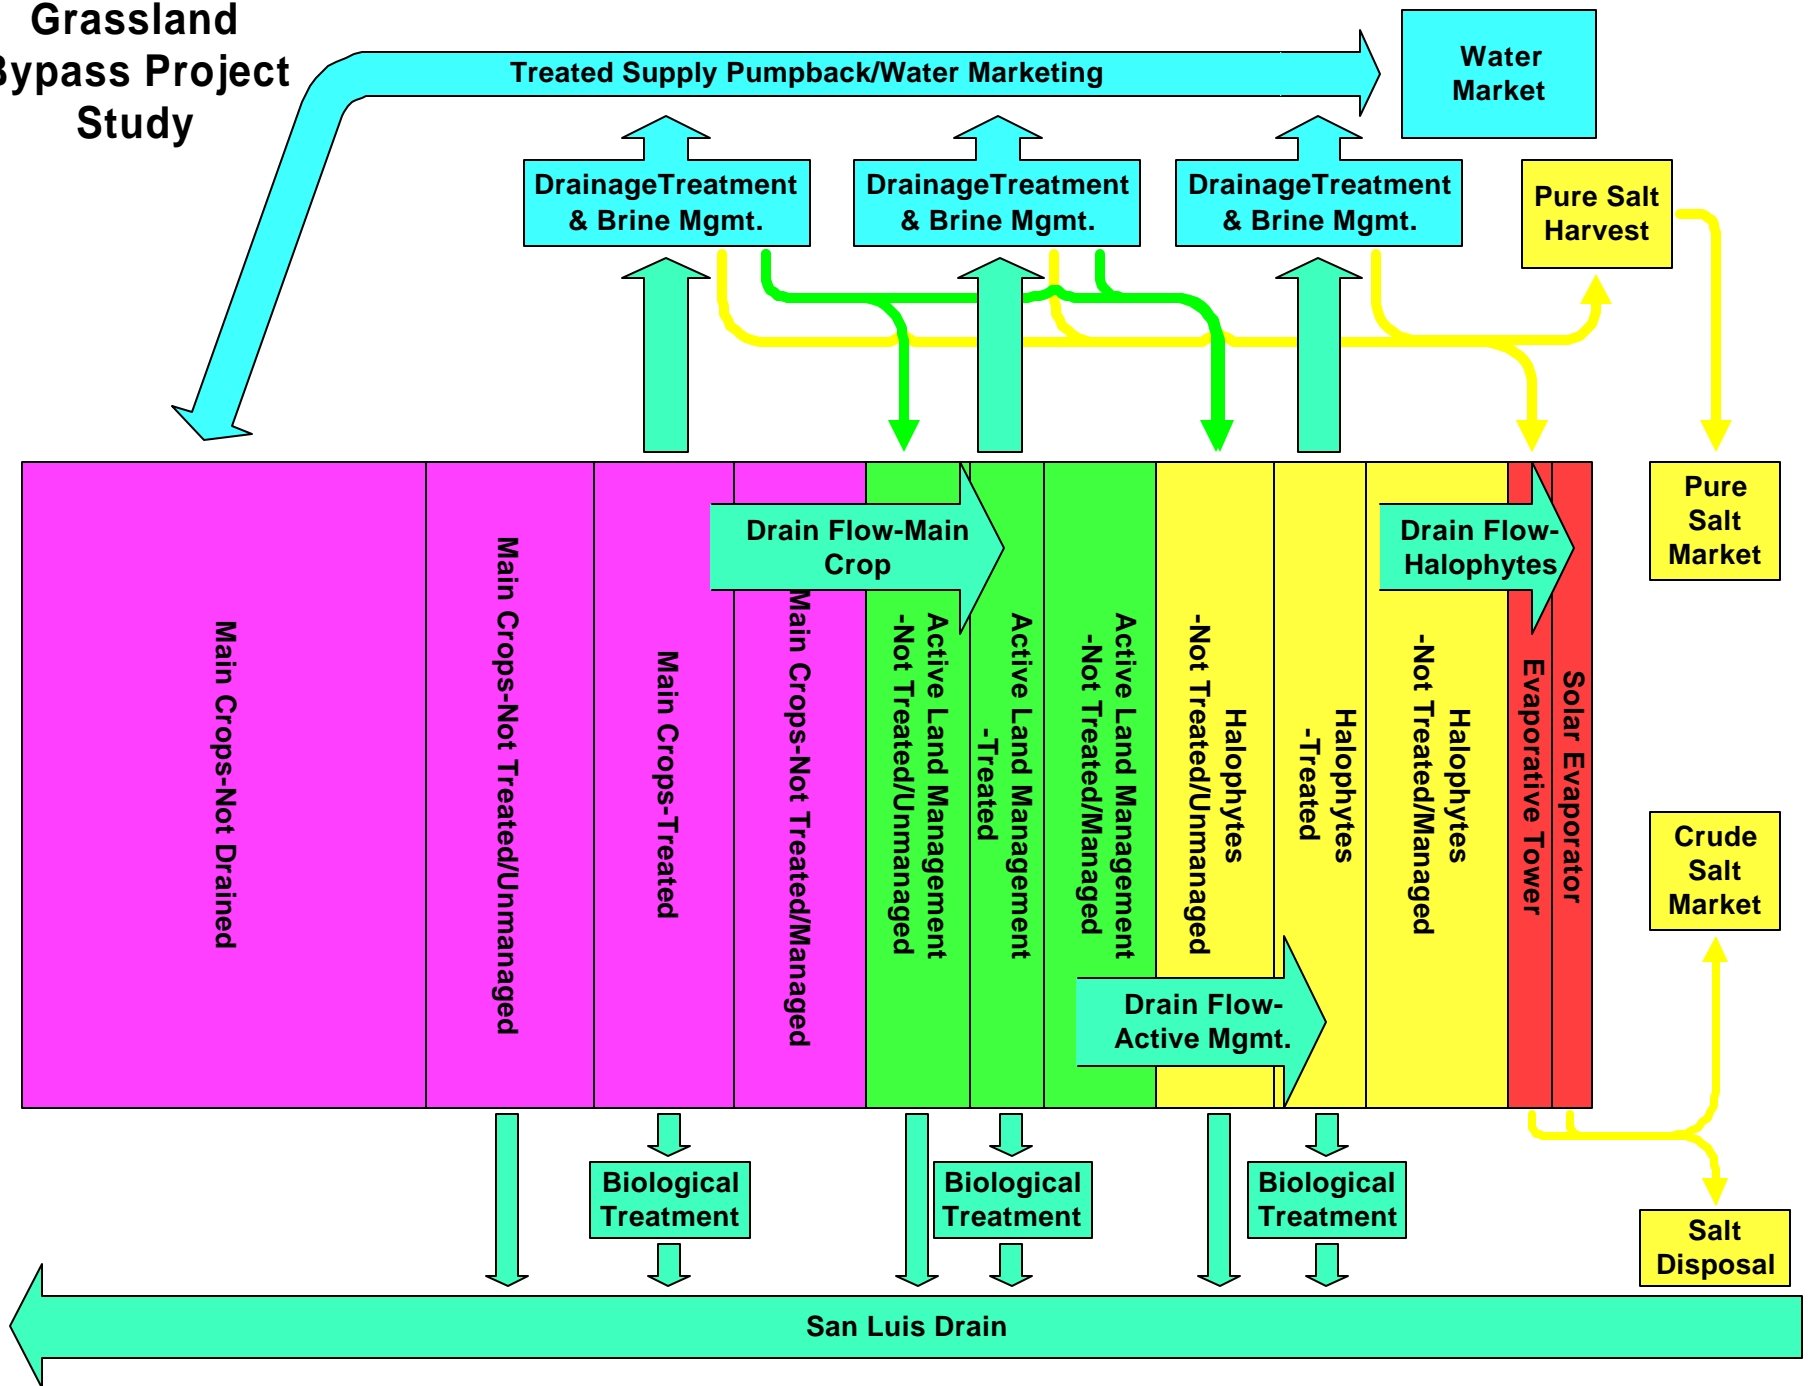 Grassland
Bypass Project
Study
Treated Supply Pumpback/Water Marketing
Water
Market
DrainageTreatment
& Brine Mgmt.
DrainageTreatment
& Brine Mgmt.
DrainageTreatment
& Brine Mgmt.
Pure Salt
Harvest
Main Crops-Not Drained
Main Crops-Not Treated/Unmanaged
Main Crops-Treated
Main Crops-Not Treated/Managed
Drain Flow-Main
Crop
Active Land Management
-Not Treated/Unmanaged
Active Land Management
-Treated
Active Land Management
-Not Treated/Managed
Drain Flow-
Active Mgmt.
Halophytes
-Not Treated/Unmanaged
Halophytes
-Treated
Halophytes
-Not Treated/Managed
Drain Flow-
Halophytes
Evaporative Tower
Solar Evaporator
Pure
Salt
Market
Crude
Salt
Market
Biological
Treatment
Biological
Treatment
Biological
Treatment
Salt
Disposal
San Luis Drain